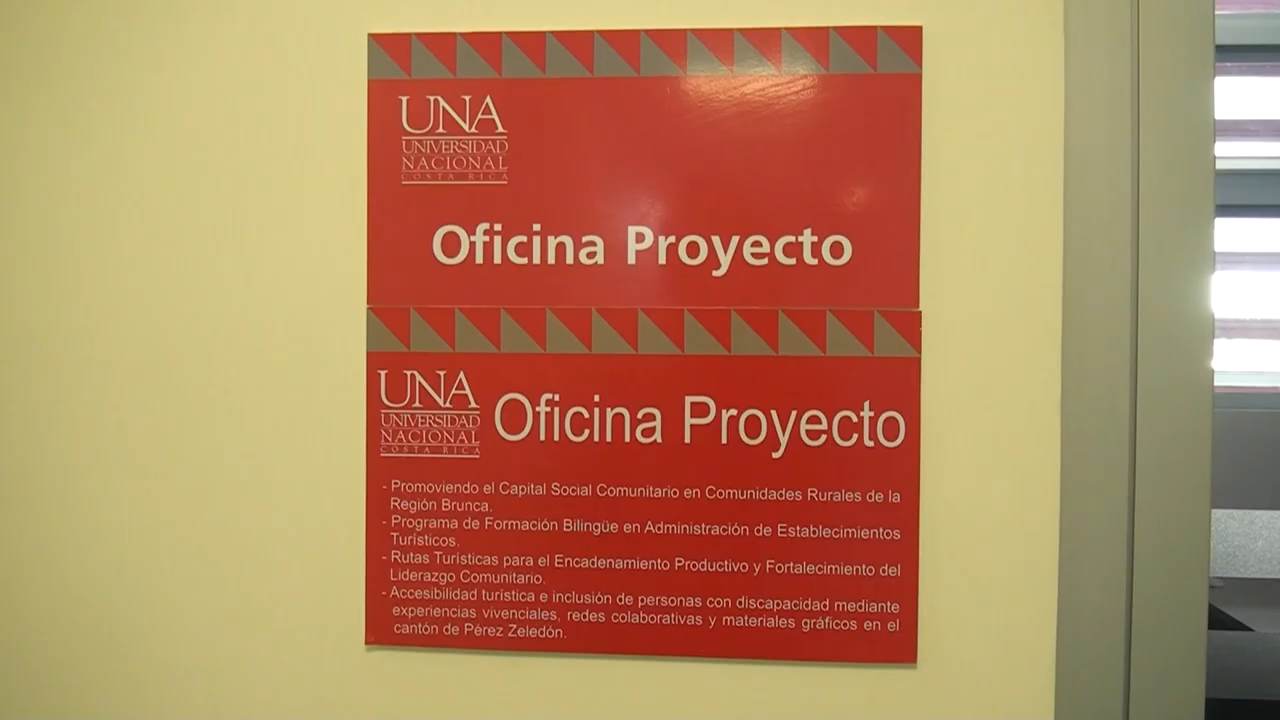 UNA
UNIVERSIDAD
NACIONAL
COSTA RICA
Oficina Proyecto
UNA
UNIVERSIDAD
NACIONAL
COSTA RICA
Oficina Proyecto
- Promoviendo el Capital Social Comunitario en Comunidades Rurales de la
Región Brunca.
- Programa de Formación Bilingüe en Administración de Establecimientos
Turísticos.
- Rutas Turísticas para el Encadenamiento Productivo y Fortalecimiento del
Liderazgo Comunitario.
- Accesibilidad turística e inclusión de personas con discapacidad mediante
experiencias vivenciales, redes colaborativas y materiales gráficos en el
cantón de Pérez Zeledón.